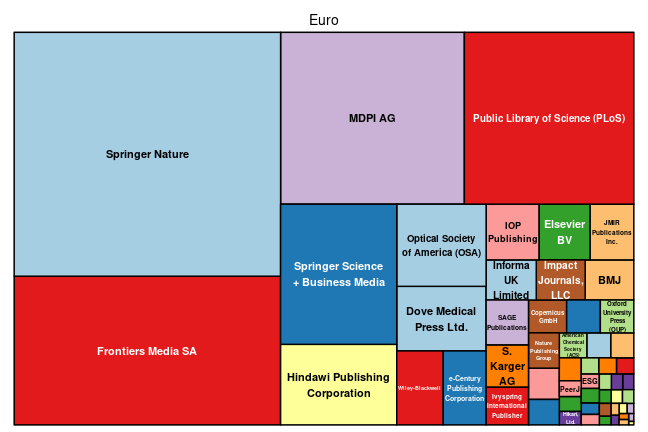 Euro
Springer Nature
MDPI AG
Public Library of Science (PLoS)
Frontiers Media SA
Springer Science
+ Business Media
Hindawi Publishing
Corporation
Optical Society
of America (OSA)
Dove Medical
Press Ltd.
Wiley-Blackwell
e-Century
Publishing
Corporation
IOP
Publishing
Elsevier
BV
JMIR
Publications
Inc.
Informa
UK
Limited
Impact
Journals,
LLC
BMJ
SAGE
Publications
Copernicus
GmbH
Oxford
University
Press
(OUP)
S.
Karger
AG
Nature
Publishing
Group
American
Chemical
Society
(ACS)
Ivyspring
International
Publisher
ESG
PeerJ
Hikari,
Ltd.